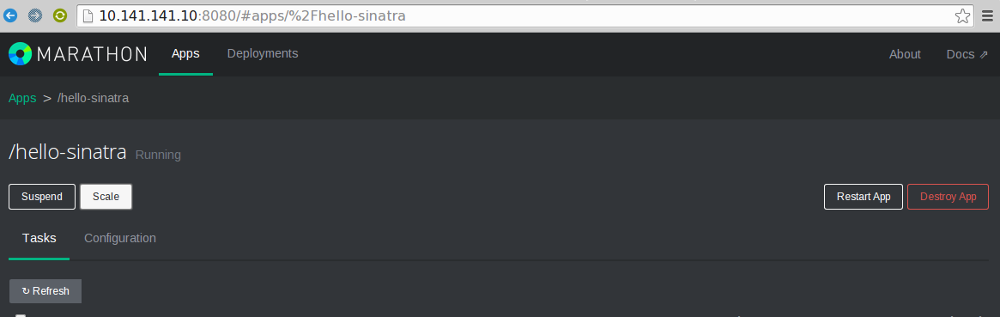 10.141.141.10:8080/#apps/%2Fhello-sinatra
MARATHON Apps Deployments About Docs ⇗
Apps > /hello-sinatra
/hello-sinatra Running
Suspend Scale Restart App Destroy App
Tasks Configuration
↻ Refresh